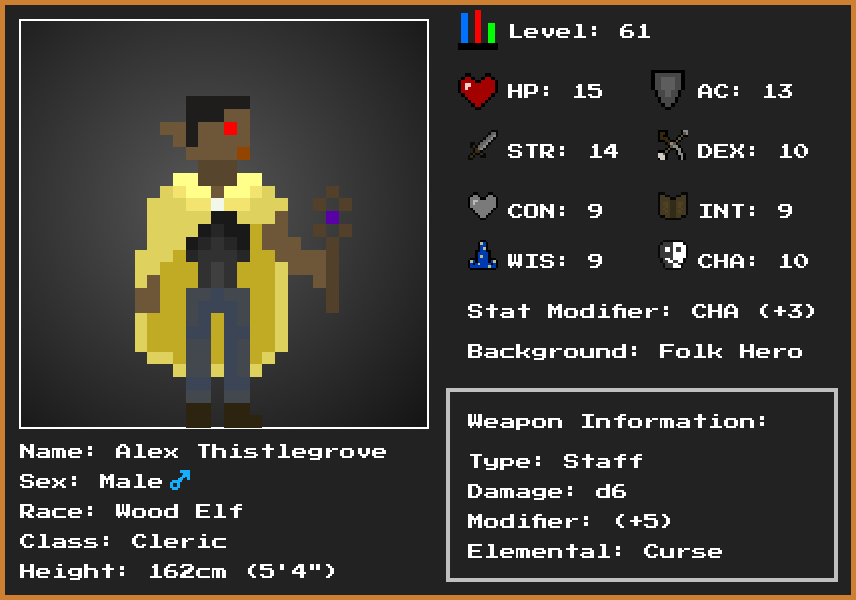 Level: 61
HP: 15 AC: 13
STR: 14 DEX: 10
CON: 9 INT: 9
WIS: 9 CHA: 10
Stat Modifier: CHA (+3)
Background: Folk Hero
Weapon Information:
Type: Staff
Damage: d6
Modifier: (+5)
Elemental: Curse
Name: Alex Thistlegrove
Sex: Male♂
Race: Wood Elf
Class: Cleric
Height: 162cm (5'4")